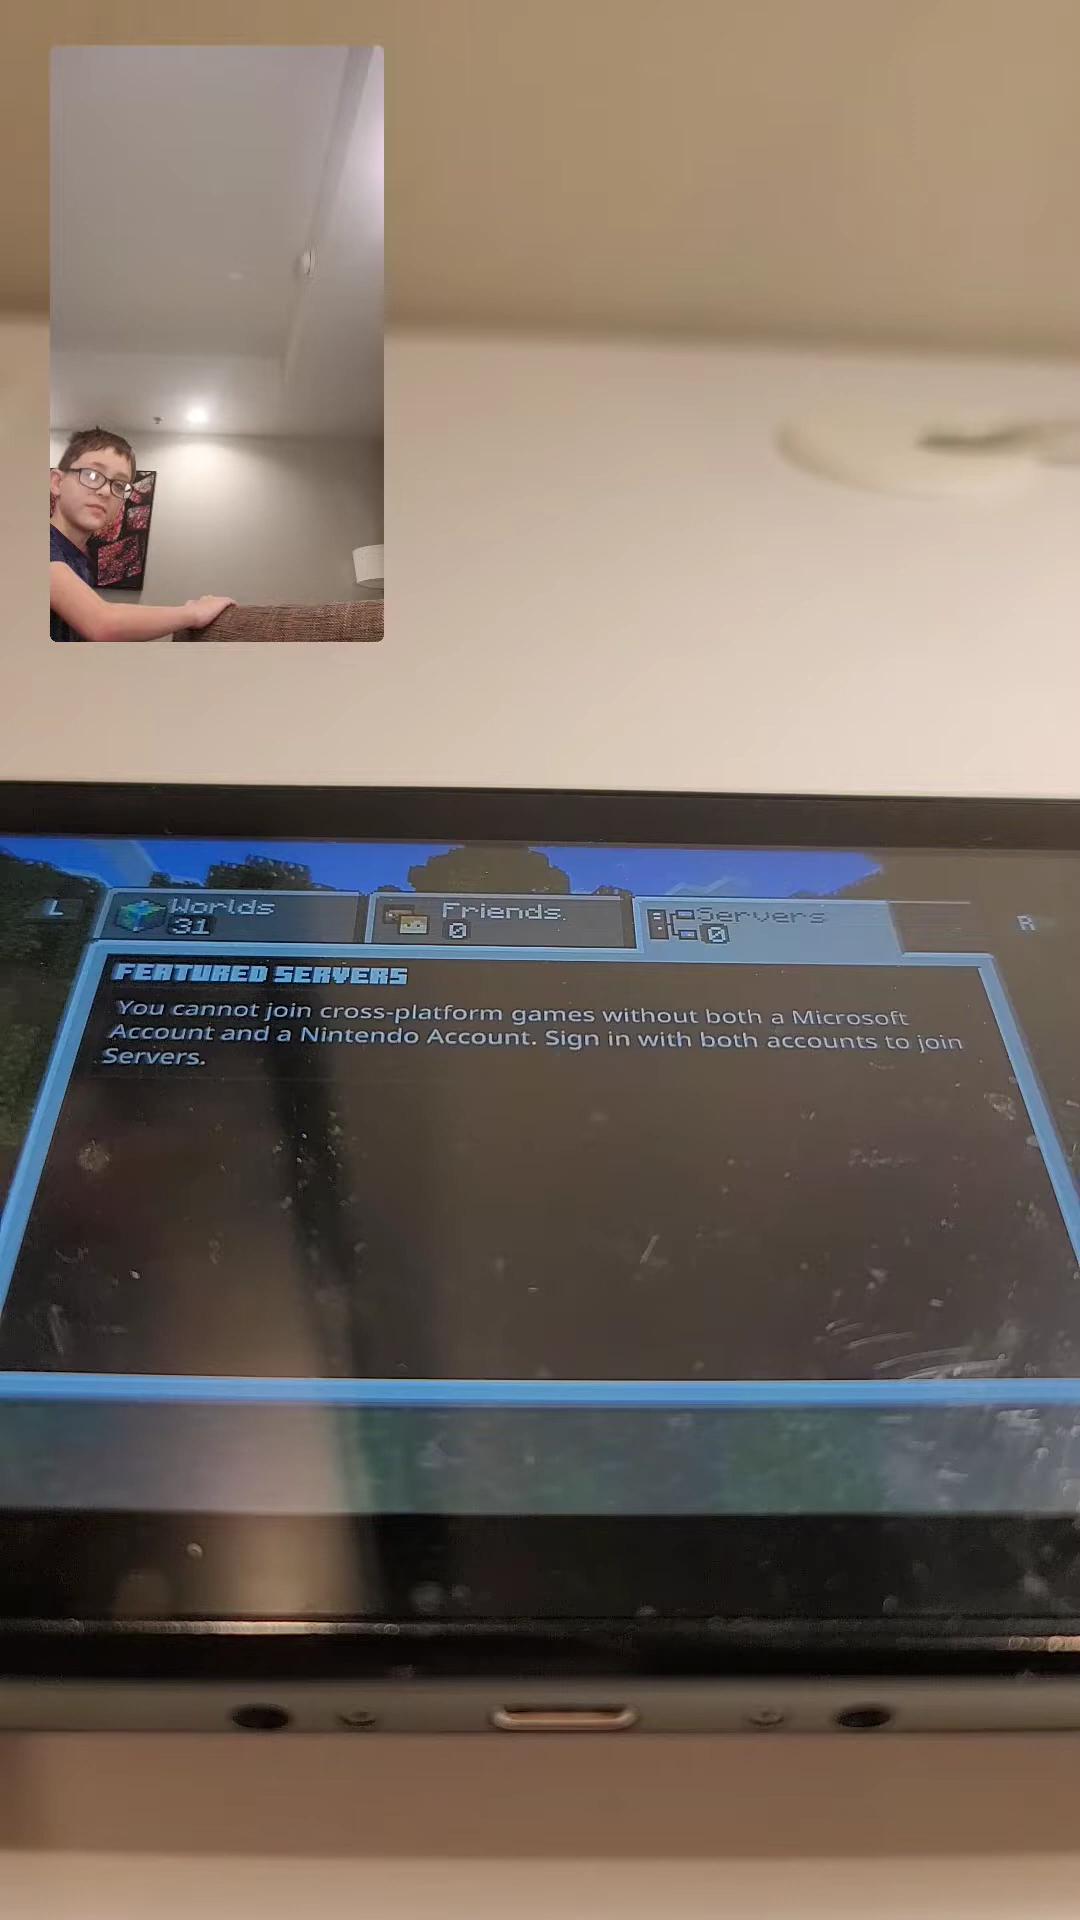 L
Worlds
31
Friends
0
Servers
0
R
FEATURED SERVERS
You cannot join cross-platform games without both a Microsoft
Account and a Nintendo Account. Sign in with both accounts to join
Servers.